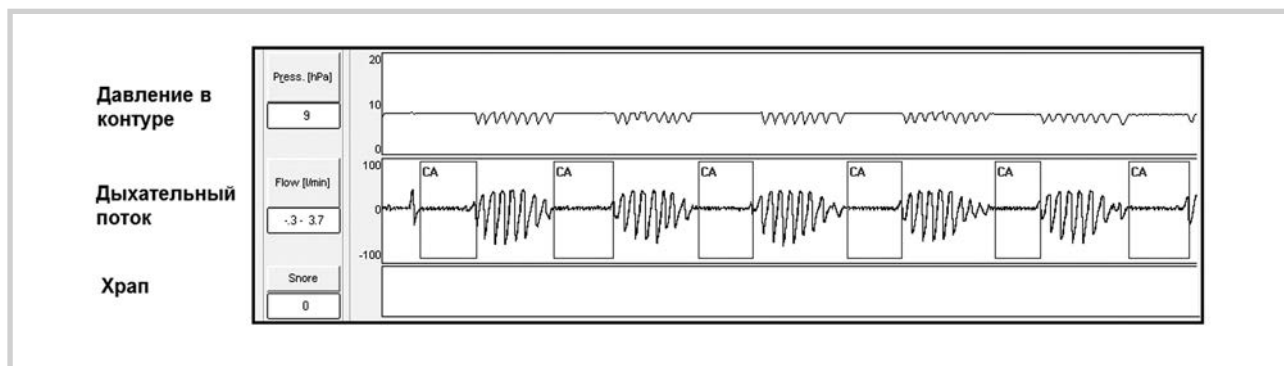 Давление в
контуре
Press. [hPa]
9
20
10
0
Дыхательный
поток
Flow [l/min]
-.3 - 3.7
100
0
-100
CA
CA
CA
CA
CA
CA
Храп
Snore
0